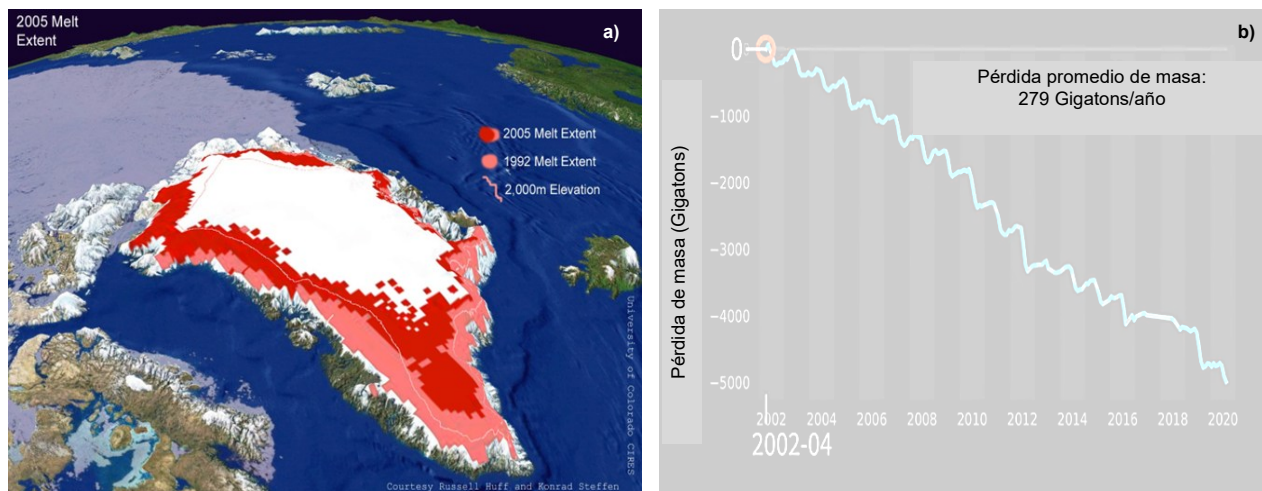 2005 Melt
Extent
a)
2005 Melt Extent
1992 Melt Extent
2,000m Elevation
University of Colorado CIRES
Courtesy Russell Huff and Konrad Steffen
b)
0
Pérdida promedio de masa:
279 Gigatons/año
−1000
−2000
−3000
−4000
−5000
Pérdida de masa (Gigatons)
2002 2004 2006 2008 2010 2012 2014 2016 2018 2020
2002-04